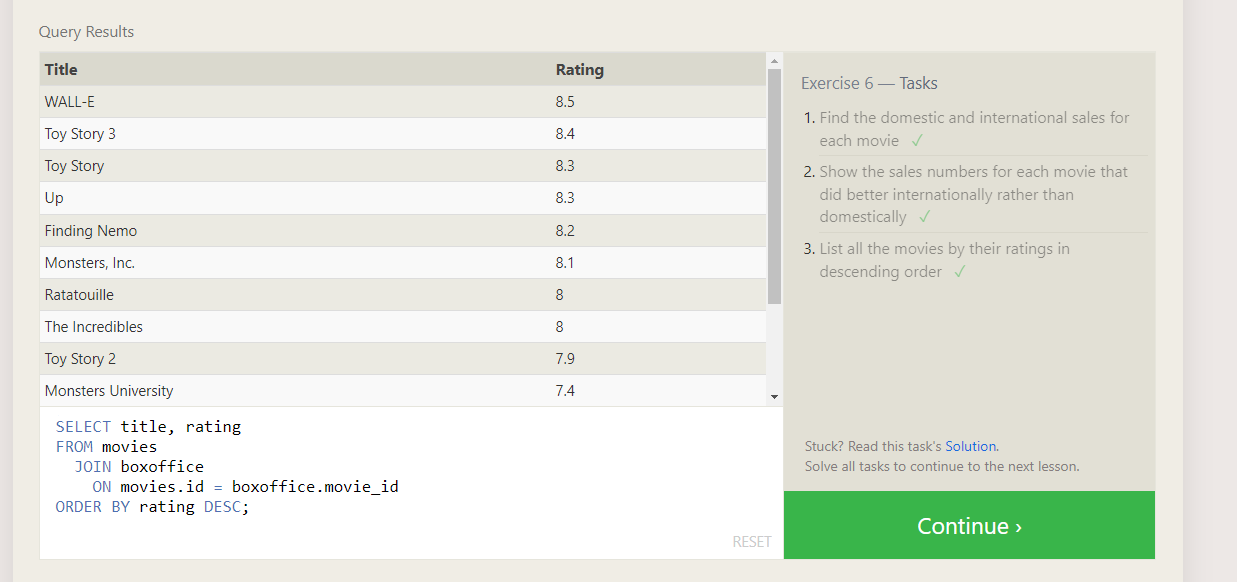 Query Results
Title Rating
WALL-E 8.5
Toy Story 3 8.4
Toy Story 8.3
Up 8.3
Finding Nemo 8.2
Monsters, Inc. 8.1
Ratatouille 8
The Incredibles 8
Toy Story 2 7.9
Monsters University 7.4
SELECT title, rating
FROM movies
JOIN boxoffice
ON movies.id = boxoffice.movie_id
ORDER BY rating DESC;
RESET
Exercise 6 — Tasks
1. Find the domestic and international sales for
each movie ✓
2. Show the sales numbers for each movie that
did better internationally rather than
domestically ✓
3. List all the movies by their ratings in
descending order ✓
Stuck? Read this task's Solution.
Solve all tasks to continue to the next lesson.
Continue ›